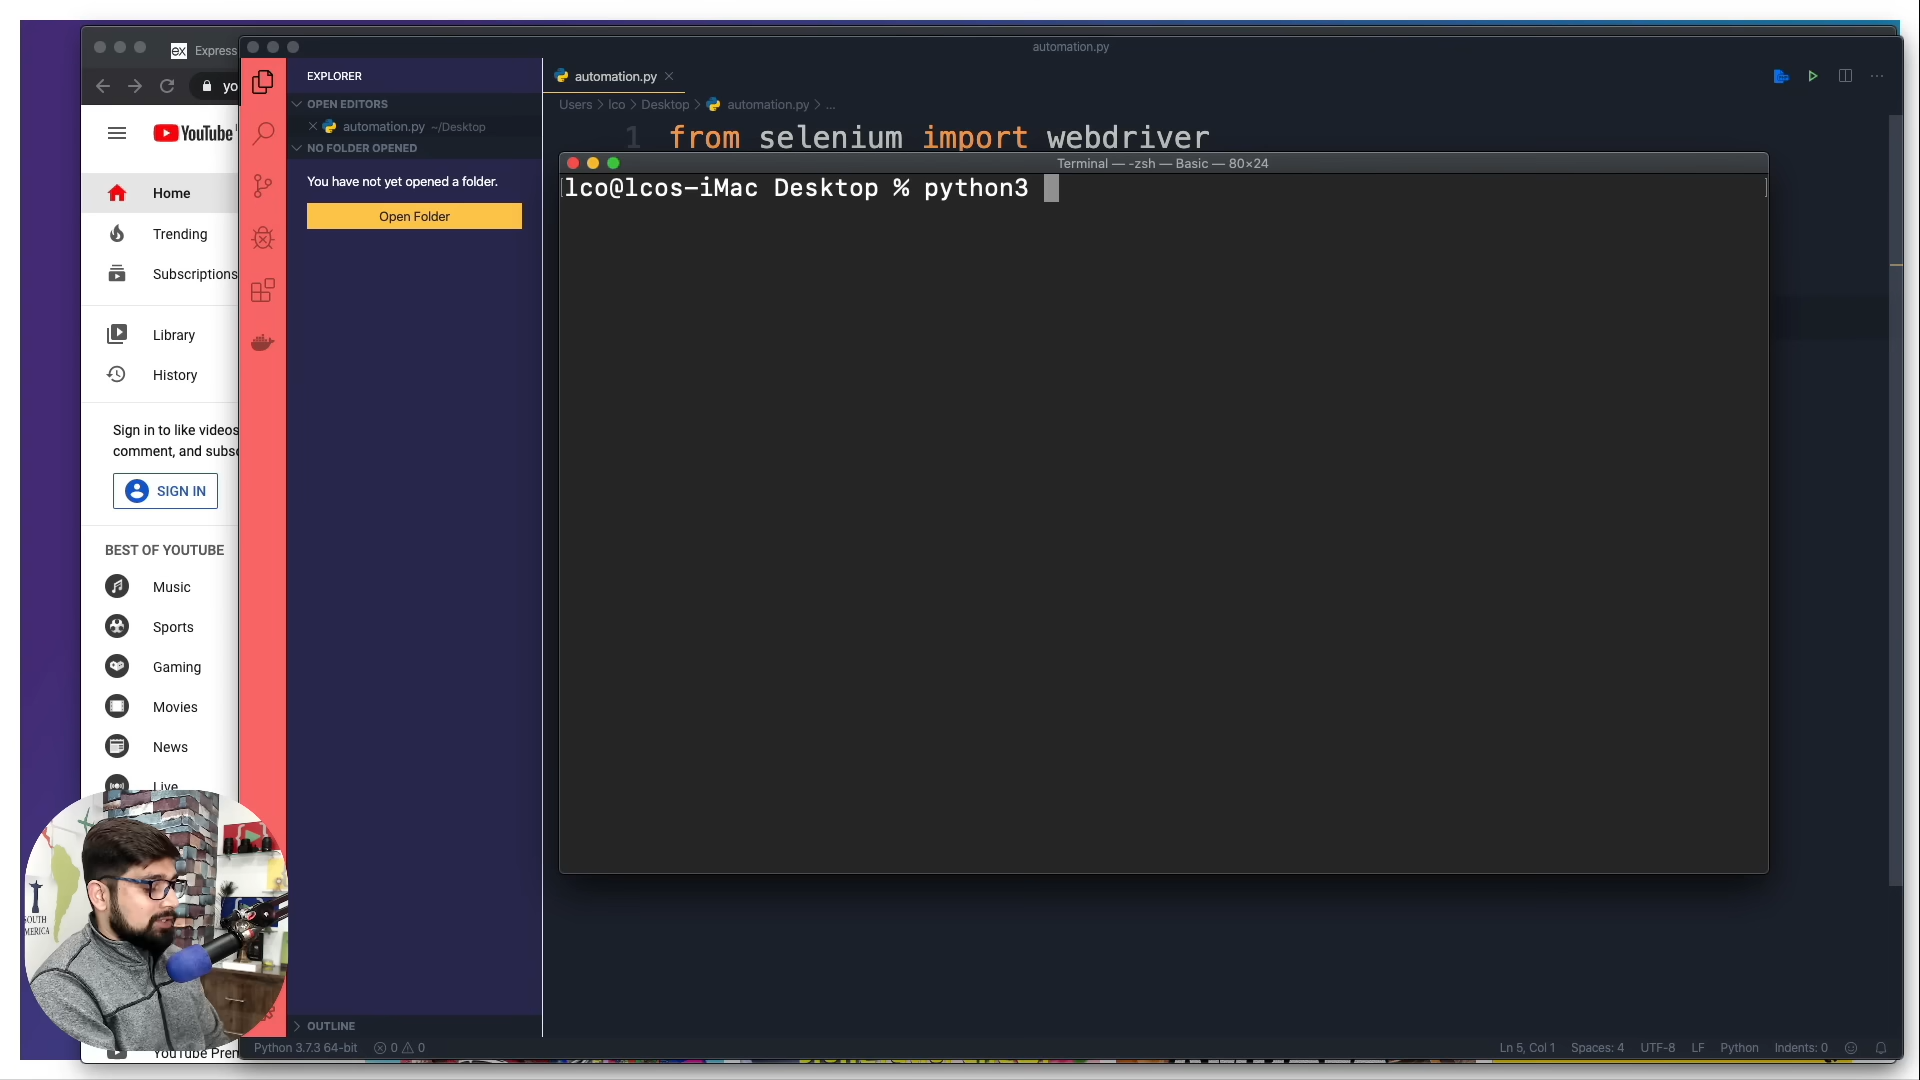 automation.py
ex Express
yo
YouTube
Home
Trending
Subscriptions
Library
History
Sign in to like videos
comment, and subs
SIGN IN
BEST OF YOUTUBE
Music
Sports
Gaming
Movies
News
Live
YouTube Prem
EXPLORER
OPEN EDITORS
automation.py ~/Desktop
NO FOLDER OPENED
You have not yet opened a folder.
Open Folder
OUTLINE
automation.py
Users > lco > Desktop > automation.py > ...
1 from selenium import webdriver
Terminal — -zsh — Basic — 80×24
lco@lcos-iMac Desktop % python3
SOUTH
MERICA
Python 3.7.3 64-bit 0 0
Ln 5, Col 1 Spaces: 4 UTF-8 LF Python Indents: 0